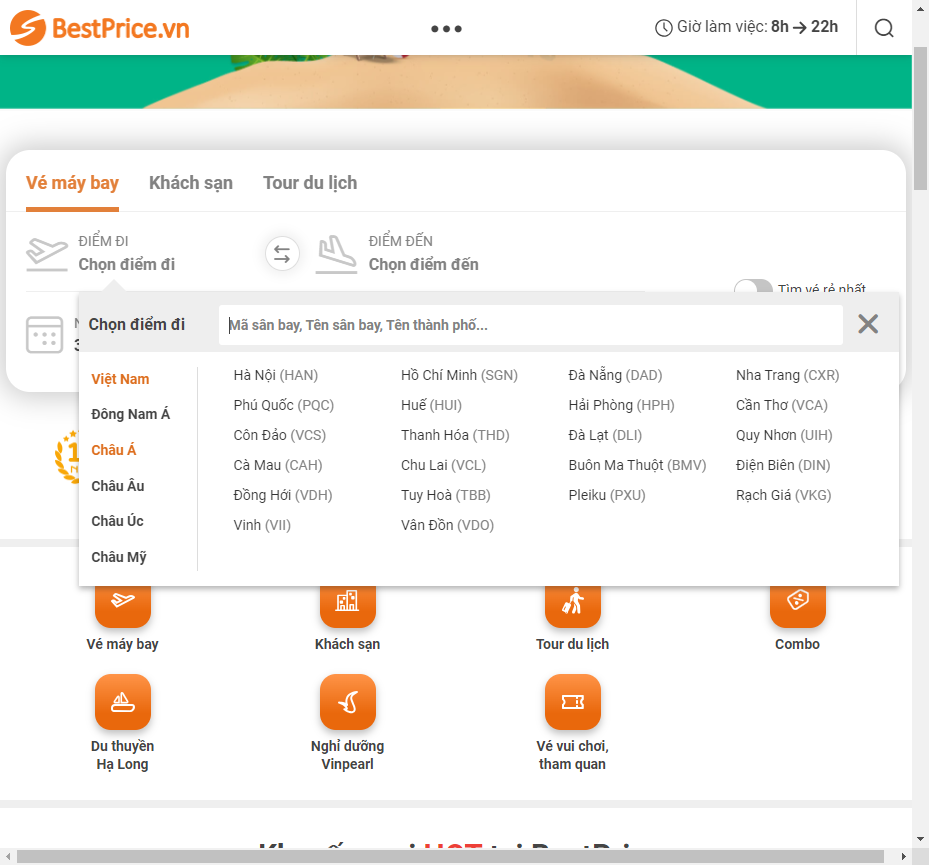 BestPrice.vn
Giờ làm việc: 8h → 22h
Vé máy bay Khách sạn Tour du lịch
ĐIỂM ĐI
Chọn điểm đi
ĐIỂM ĐẾN
Chọn điểm đến
Tìm vé rẻ nhất
Chọn điểm đi
Mã sân bay, Tên sân bay, Tên thành phố...
Việt Nam
Đông Nam Á
Châu Á
Châu Âu
Châu Úc
Châu Mỹ
Hà Nội (HAN) Hồ Chí Minh (SGN) Đà Nẵng (DAD) Nha Trang (CXR)
Phú Quốc (PQC) Huế (HUI) Hải Phòng (HPH) Cần Thơ (VCA)
Côn Đảo (VCS) Thanh Hóa (THD) Đà Lạt (DLI) Quy Nhơn (UIH)
Cà Mau (CAH) Chu Lai (VCL) Buôn Ma Thuột (BMV) Điện Biên (DIN)
Đồng Hới (VDH) Tuy Hoà (TBB) Pleiku (PXU) Rạch Giá (VKG)
Vinh (VII) Vân Đồn (VDO)
Vé máy bay
Khách sạn
Tour du lịch
Combo
Du thuyền
Hạ Long
Nghỉ dưỡng
Vinpearl
Vé vui chơi,
tham quan